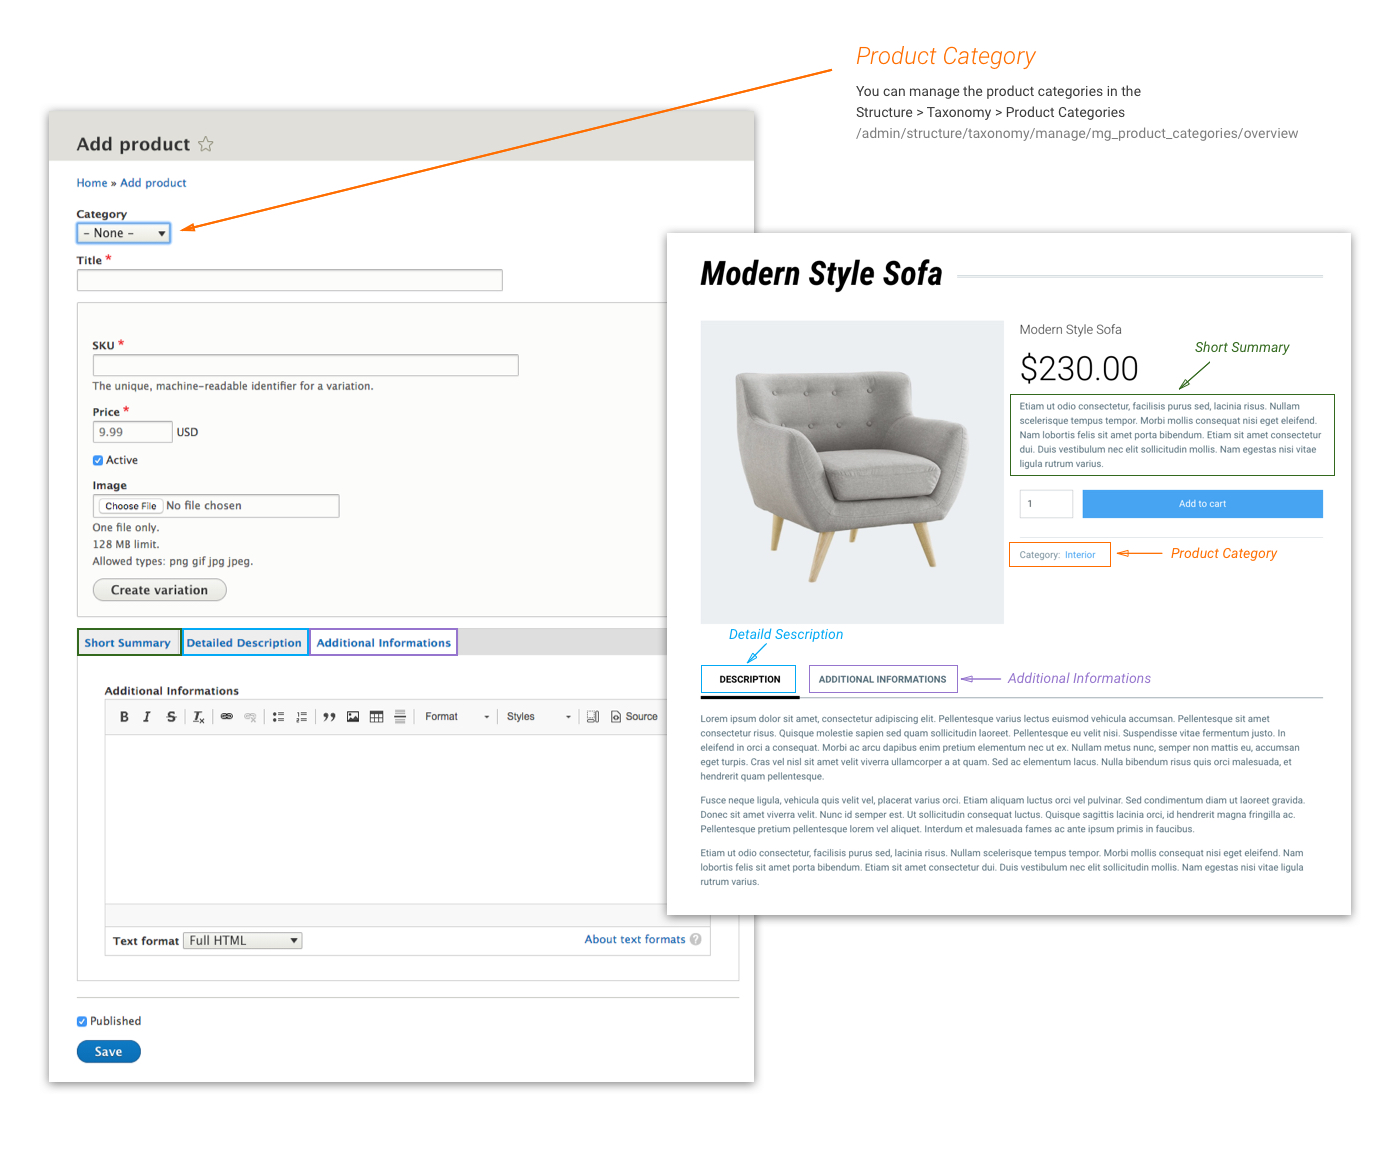 Product Category
You can manage the product categories in the
Structure > Taxonomy > Product Categories
/admin/structure/taxonomy/manage/mg_product_categories/overview
Add product
Home » Add product
Category
– None –
Title *
SKU *
The unique, machine-readable identifier for a variation.
Price *
9.99 USD
Active
Image
Choose File No file chosen
One file only.
128 MB limit.
Allowed types: png gif jpg jpeg.
Create variation
Short Summary Detailed Description Additional Informations
Additional Informations
B I S Tx Format Styles Source
Text format Full HTML About text formats ?
Published
Save
Modern Style Sofa
Modern Style Sofa
$230.00
Short Summary
Etiam ut odio consectetur, facilisis purus sed, lacinia risus. Nullam
scelerisque tempus tempor. Morbi mollis consequat nisi eget eleifend.
Nam lobortis felis sit amet porta bibendum. Etiam sit amet consectetur
dui. Duis vestibulum nec elit sollicitudin mollis. Nam egestas nisi vitae
ligula rutrum varius.
1 Add to cart
Category: Interior
Product Category
Detaild Sescription
DESCRIPTION ADDITIONAL INFORMATIONS
Additional Informations
Lorem ipsum dolor sit amet, consectetur adipiscing elit. Pellentesque varius lectus euismod vehicula accumsan. Pellentesque sit amet
consectetur risus. Quisque molestie sapien sed quam sollicitudin laoreet. Pellentesque eu velit nisi. Suspendisse vitae fermentum justo. In
eleifend in orci a consequat. Morbi ac arcu dapibus enim pretium elementum nec ut ex. Nullam metus nunc, semper non mattis eu, accumsan
eget turpis. Cras vel nisl sit amet velit viverra ullamcorper a at quam. Sed ac elementum lacus. Nulla bibendum risus quis orci malesuada, et
hendrerit quam pellentesque.
Fusce neque ligula, vehicula quis velit vel, placerat varius orci. Etiam aliquam luctus orci vel pulvinar. Sed condimentum diam ut laoreet gravida.
Donec sit amet viverra velit. Nunc id semper est. Ut sollicitudin consequat luctus. Quisque sagittis lacinia orci, id hendrerit magna fringilla ac.
Pellentesque pretium pellentesque lorem vel aliquet. Interdum et malesuada fames ac ante ipsum primis in faucibus.
Etiam ut odio consectetur, facilisis purus sed, lacinia risus. Nullam scelerisque tempus tempor. Morbi mollis consequat nisi eget eleifend. Nam
lobortis felis sit amet porta bibendum. Etiam sit amet consectetur dui. Duis vestibulum nec elit sollicitudin mollis. Nam egestas nisi vitae ligula
rutrum varius.